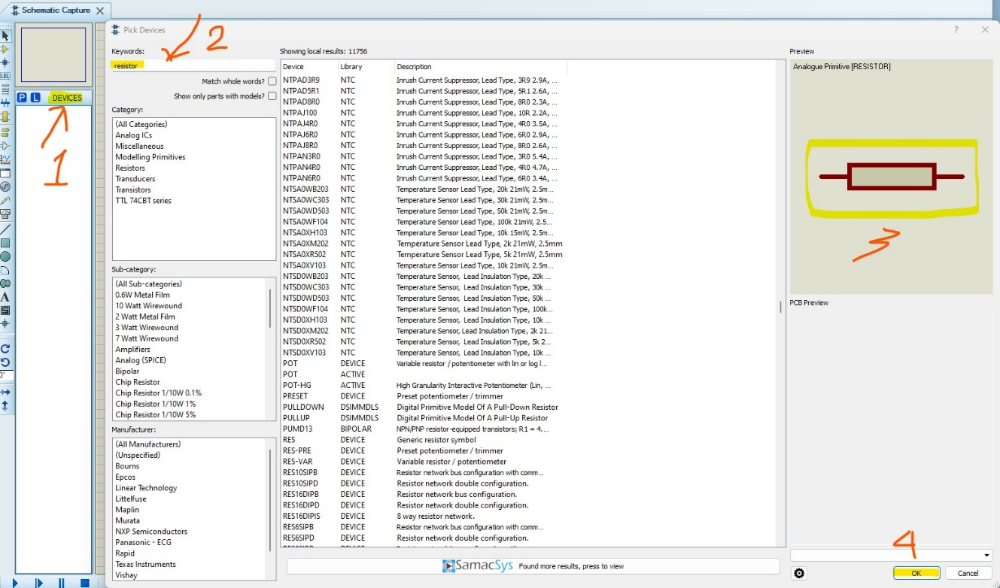 Schematic Capture
Pick Devices
?
2
Keywords:
resistor
Match whole words?
Show only parts with models?
P L DEVICES
1
Category:
(All Categories)
Analog ICs
Miscellaneous
Modelling Primitives
Resistors
Transducers
Transistors
TTL 74CBT series
Sub-category:
(All Sub-categories)
0.6W Metal Film
10 Watt Wirewound
2 Watt Metal Film
3 Watt Wirewound
7 Watt Wirewound
Amplifiers
Analog (SPICE)
Bipolar
Chip Resistor
Chip Resistor 1/10W 0.1%
Chip Resistor 1/10W 1%
Chip Resistor 1/10W 5%
Manufacturer:
(All Manufacturers)
(Unspecified)
Bourns
Epcos
Linear Technology
Littelfuse
Maplin
Murata
NXP Semiconductors
Panasonic - ECG
Rapid
Texas Instruments
Vishay
Showing local results: 11756
Device Library Description
NTPAD3R9 NTC Inrush Current Suppressor, Lead Type, 3R9 2.9A, ...
NTPAD5R1 NTC Inrush Current Suppressor, Lead Type, 5R1 2.6A, ...
NTPAD8R0 NTC Inrush Current Suppressor, Lead Type, 8R0 2.3A, ...
NTPAJ100 NTC Inrush Current Suppressor, Lead Type, 10R 2.2A, ...
NTPAJ4R0 NTC Inrush Current Suppressor, Lead Type, 4R0 3.5A, ...
NTPAJ6R0 NTC Inrush Current Suppressor, Lead Type, 6R0 2.9A, ...
NTPAJ8R0 NTC Inrush Current Suppressor, Lead Type, 8R0 2.6A, ...
NTPAN3R0 NTC Inrush Current Suppressor, Lead Type, 3R0 5.4A, ...
NTPAN4R0 NTC Inrush Current Suppressor, Lead Type, 4R0 4.7A, ...
NTPAN6R0 NTC Inrush Current Suppressor, Lead Type, 6R0 3.4A, ...
NTSA0WB203 NTC Temperature Sensor Lead Type, 20k 21mW, 2.5m...
NTSA0WC303 NTC Temperature Sensor Lead Type, 30k 21mW, 2.5m...
NTSA0WD503 NTC Temperature Sensor Lead Type, 50k 21mW, 2.5m...
NTSA0WF104 NTC Temperature Sensor Lead Type, 100k 21mW, 2.5...
NTSA0XH103 NTC Temperature Sensor Lead Type, 10k 15mW, 2.5m...
NTSA0XM202 NTC Temperature Sensor Lead Type, 2k 21mW, 2.5mm
NTSA0XR502 NTC Temperature Sensor Lead Type, 5k 21mW, 2.5mm
NTSA0XV103 NTC Temperature Sensor Lead Type, 10k 21mW, 2.5m...
NTSD0WB203 NTC Temperature Sensor, Lead Insulation Type, 20k ...
NTSD0WC303 NTC Temperature Sensor, Lead Insulation Type, 30k ...
NTSD0WD503 NTC Temperature Sensor, Lead Insulation Type, 50k ...
NTSD0WF104 NTC Temperature Sensor, Lead Insulation Type, 100k...
NTSD0XH103 NTC Temperature Sensor, Lead Insulation Type, 10k ...
NTSD0XM202 NTC Temperature Sensor, Lead Insulation Type, 2k 21...
NTSD0XR502 NTC Temperature Sensor, Lead Insulation Type, 5k 2...
NTSD0XV103 NTC Temperature Sensor, Lead Insulation Type, 10k ...
POT DEVICE Variable resistor / potentiometer with lin or log l...
POT ACTIVE
POT-HG ACTIVE High Granularity Interactive Potentiometer (Lin, ...
PRESET DEVICE Preset potentiometer / trimmer
PULLDOWN DSIMMDLS Digital Primitive Model Of A Pull-Down Resistor
PULLUP DSIMMDLS Digital Primitive Model Of A Pull-Up Resistor
PUMD13 BIPOLAR NPN/PNP resistor-equipped transistors; R1 = 4....
RES DEVICE Generic resistor symbol
RES-PRE DEVICE Preset potentiometer / trimmer
RES-VAR DEVICE Variable resistor / potentiometer
RES10SIPB DEVICE Resistor network bus configuration with comm...
RES10SIPD DEVICE Resistor network double configuration.
RES16DIPB DEVICE Resistor network bus configuration.
RES16DIPD DEVICE Resistor network double configuration.
RES16DIPIS DEVICE 8 way resistor network.
RES6SIPB DEVICE Resistor network bus configuration with comm...
RES6SIPD DEVICE Resistor network double configuration.
SamacSys Found more results, press to view
Preview
Analogue Primitive [RESISTOR]
3
PCB Preview
4
OK Cancel